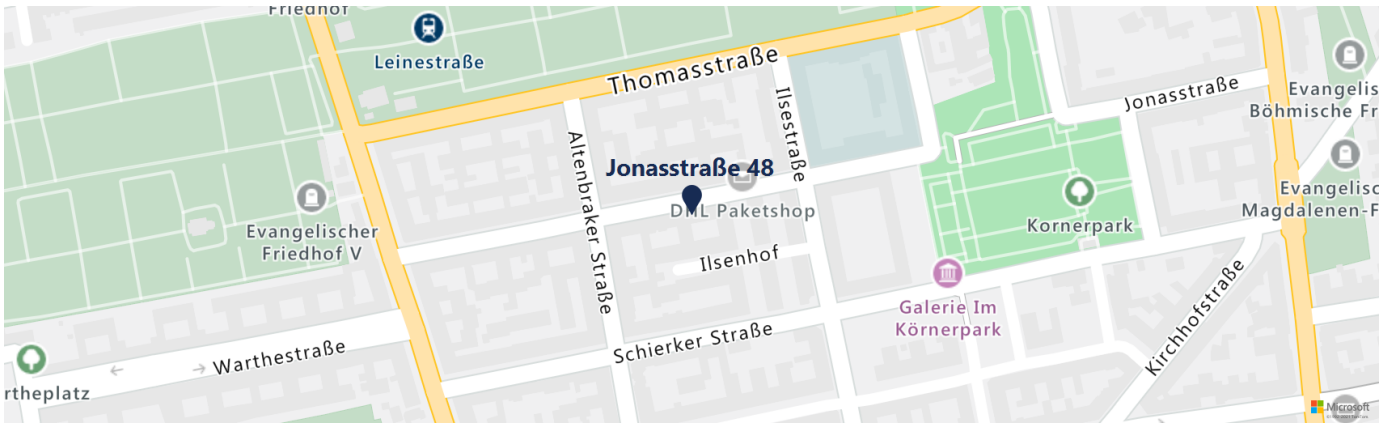 Friedhof
Leinestraße
Thomasstraße
Ilsestraße
Jonasstraße
Evangelis
Böhmische Fr
Altenbraker Straße
Jonasstraße 48
DHL Paketshop
Evangelischer
Friedhof V
Kornerpark
Evangelisc
Magdalenen-F
Ilsenhof
Galerie Im
Körnerpark
Kirchhofstraße
Schierker Straße
Warthestraße
rtheplatz
Microsoft